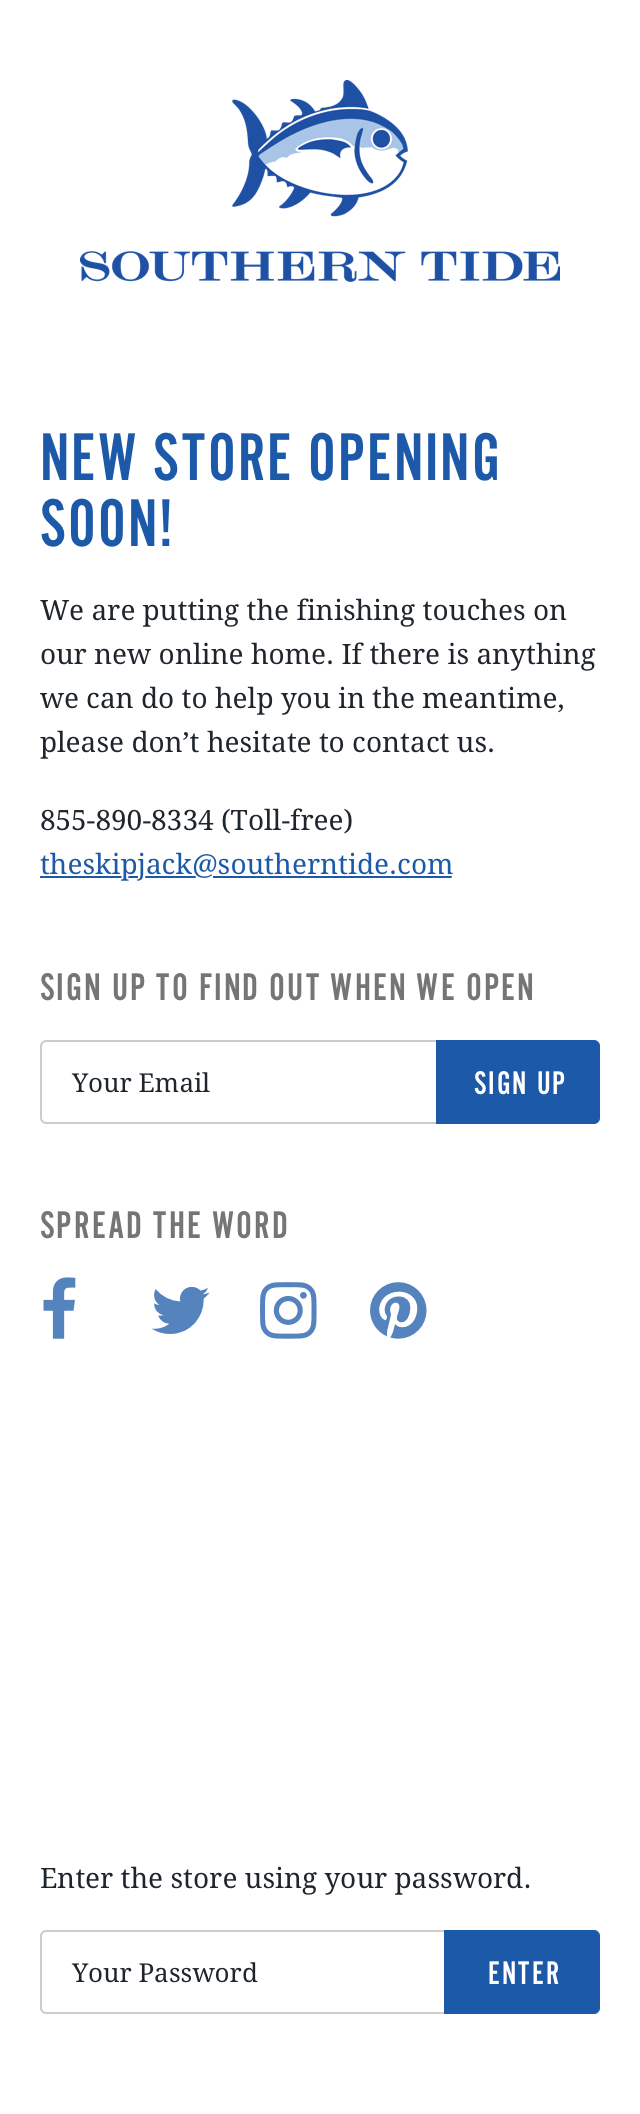 SOUTHERN TIDE
NEW STORE OPENING
SOON!
We are putting the finishing touches on
our new online home. If there is anything
we can do to help you in the meantime,
please don’t hesitate to contact us.
855-890-8334 (Toll-free)
theskipjack@southerntide.com
SIGN UP TO FIND OUT WHEN WE OPEN
Your Email
SIGN UP
SPREAD THE WORD
Enter the store using your password.
Your Password
ENTER